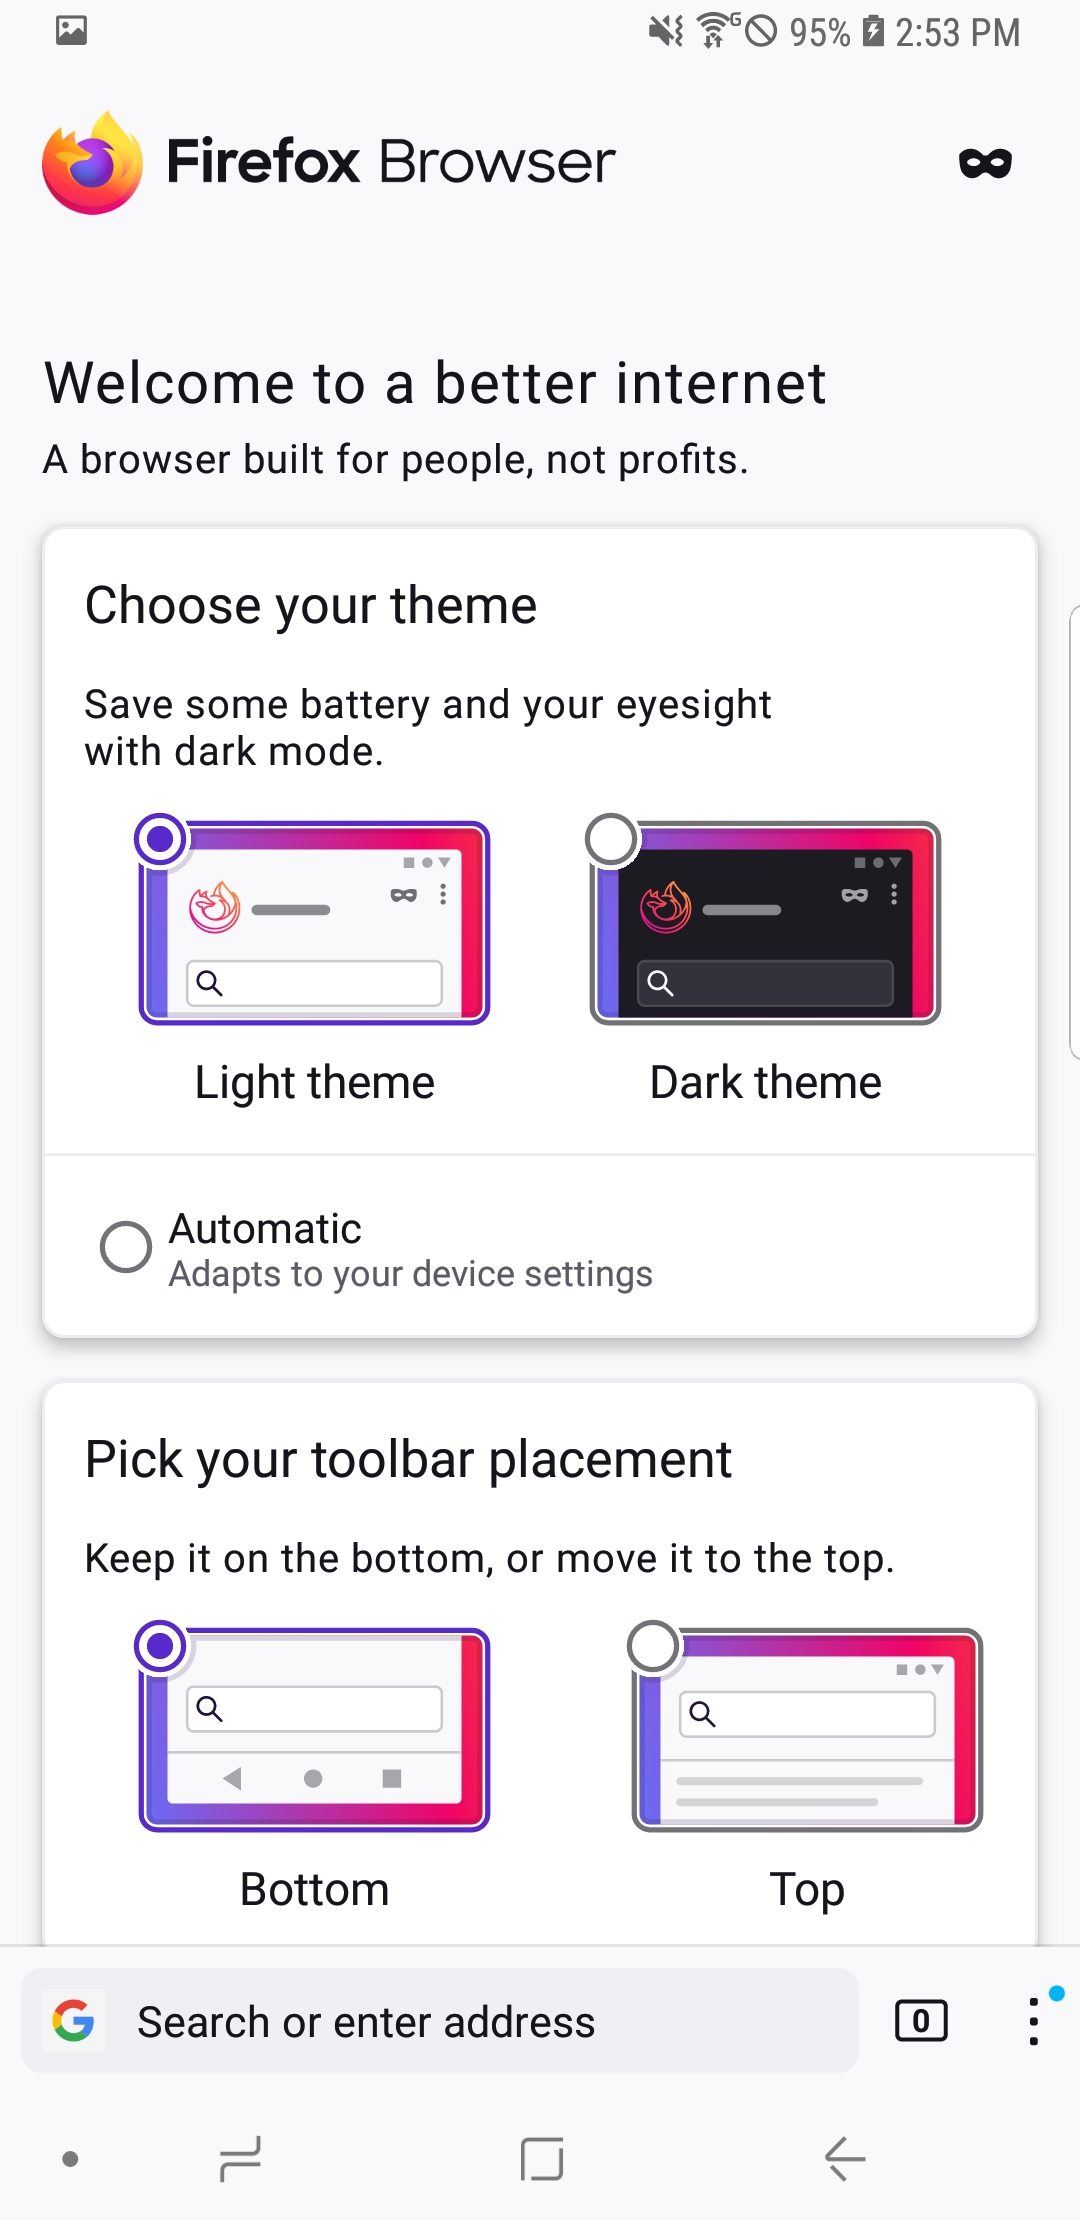 95% 2:53 PM
Firefox Browser
Welcome to a better internet
A browser built for people, not profits.
Choose your theme
Save some battery and your eyesight
with dark mode.
Light theme
Dark theme
Automatic
Adapts to your device settings
Pick your toolbar placement
Keep it on the bottom, or move it to the top.
Bottom
Top
G Search or enter address 0